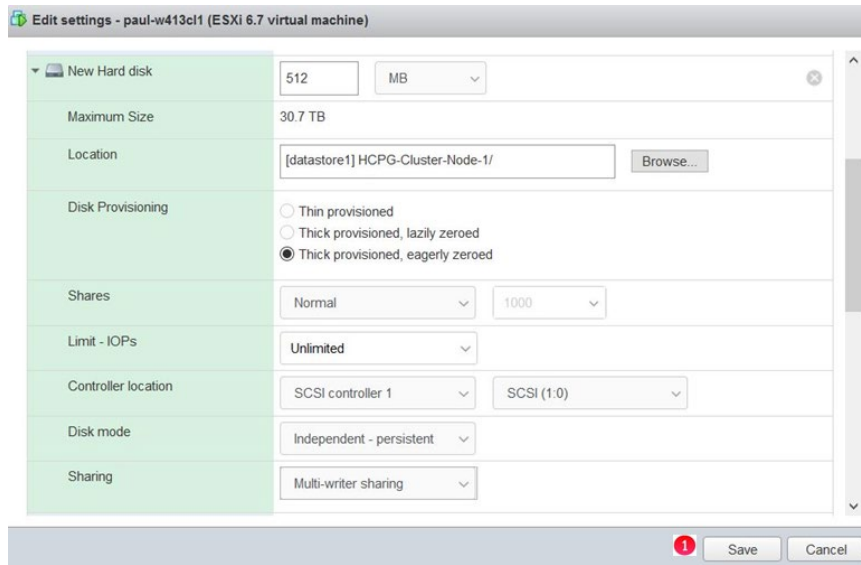 Edit settings - paul-w413cl1 (ESXi 6.7 virtual machine)
New Hard disk 512 MB
Maximum Size 30.7 TB
Location [datastore1] HCPG-Cluster-Node-1/ Browse...
Disk Provisioning Thin provisioned
Thick provisioned, lazily zeroed
Thick provisioned, eagerly zeroed
Shares Normal 1000
Limit - IOPs Unlimited
Controller location SCSI controller 1 SCSI (1:0)
Disk mode Independent - persistent
Sharing Multi-writer sharing
1 Save Cancel